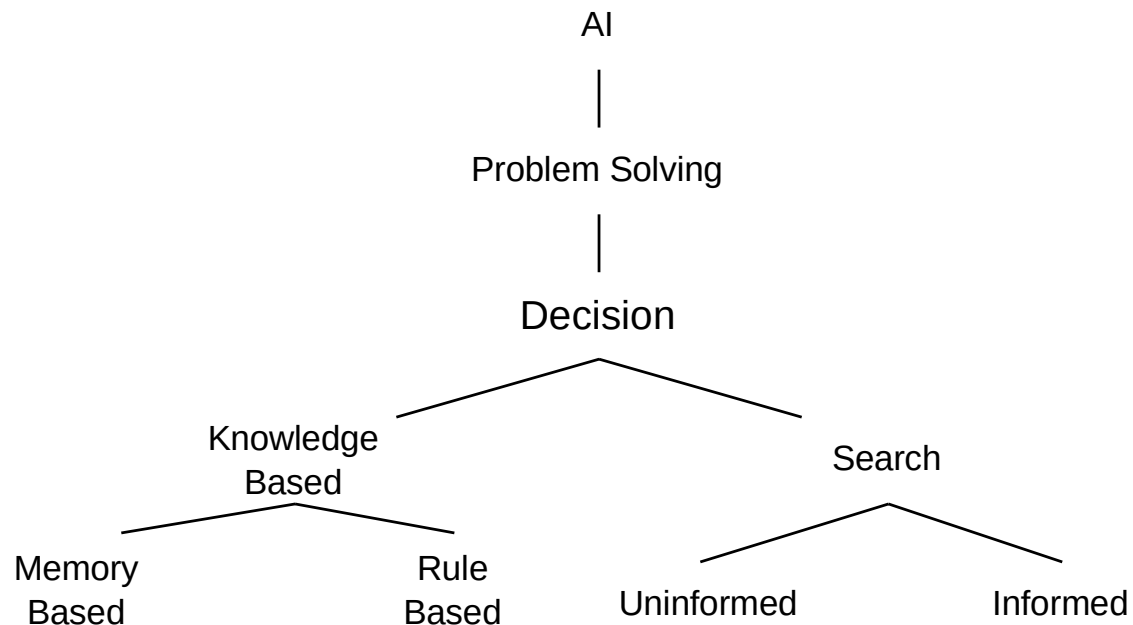 AI
Problem Solving
Decision
Knowledge
Based
Search
Memory
Based
Rule
Based
Uninformed
Informed